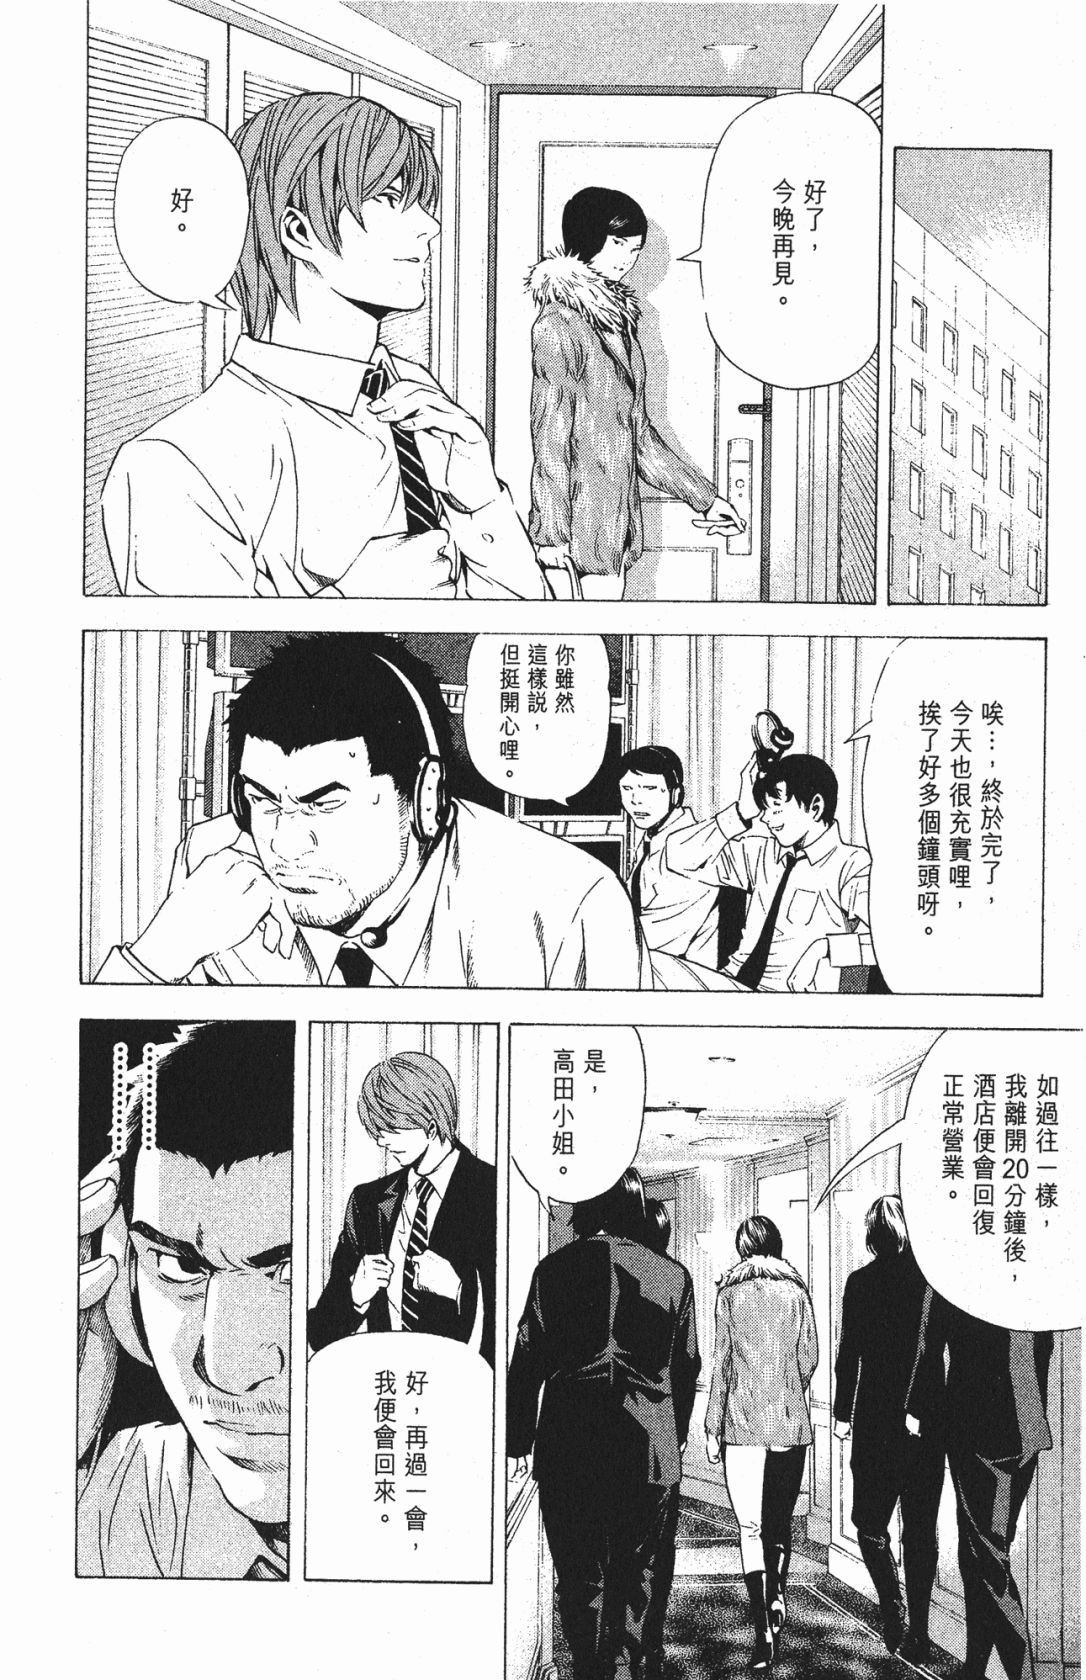 好了，
今晚再見。
好。
唉…，終於完了，
今天也很充實哩，
挨了好多個鐘頭呀。
你雖然
這樣説，
但挺開心哩。
如過往一樣，
我離開20分鐘後，
酒店便會回復
正常營業。
是，
高田小姐。
好，再過一會，
我便會回來。